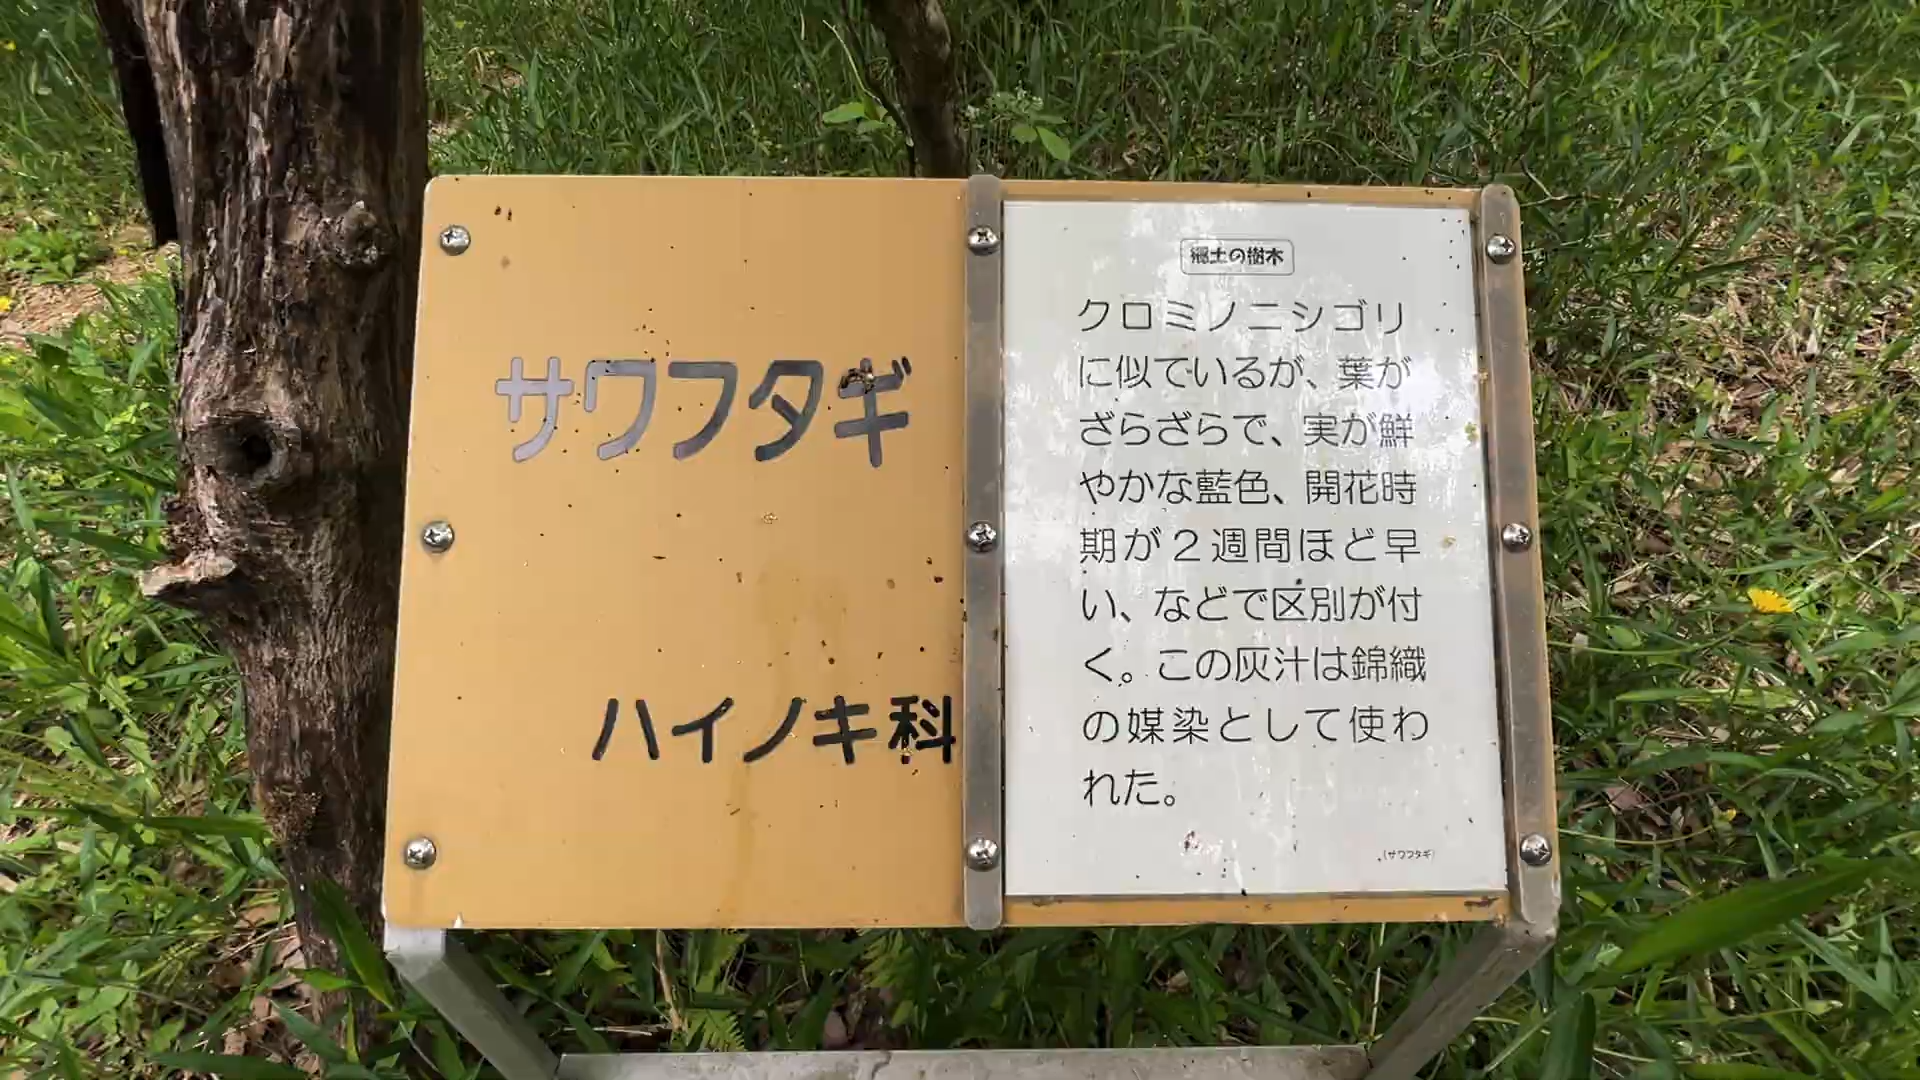 サワフタギ
ハイノキ科
郷土の樹木
クロミノニシゴリ
に似ているが、葉が
ざらざらで、実が鮮
やかな藍色、開花時
期が２週間ほど早
い、などで区別が付
く。この灰汁は錦織
の媒染として使わ
れた。
(サワフタギ)